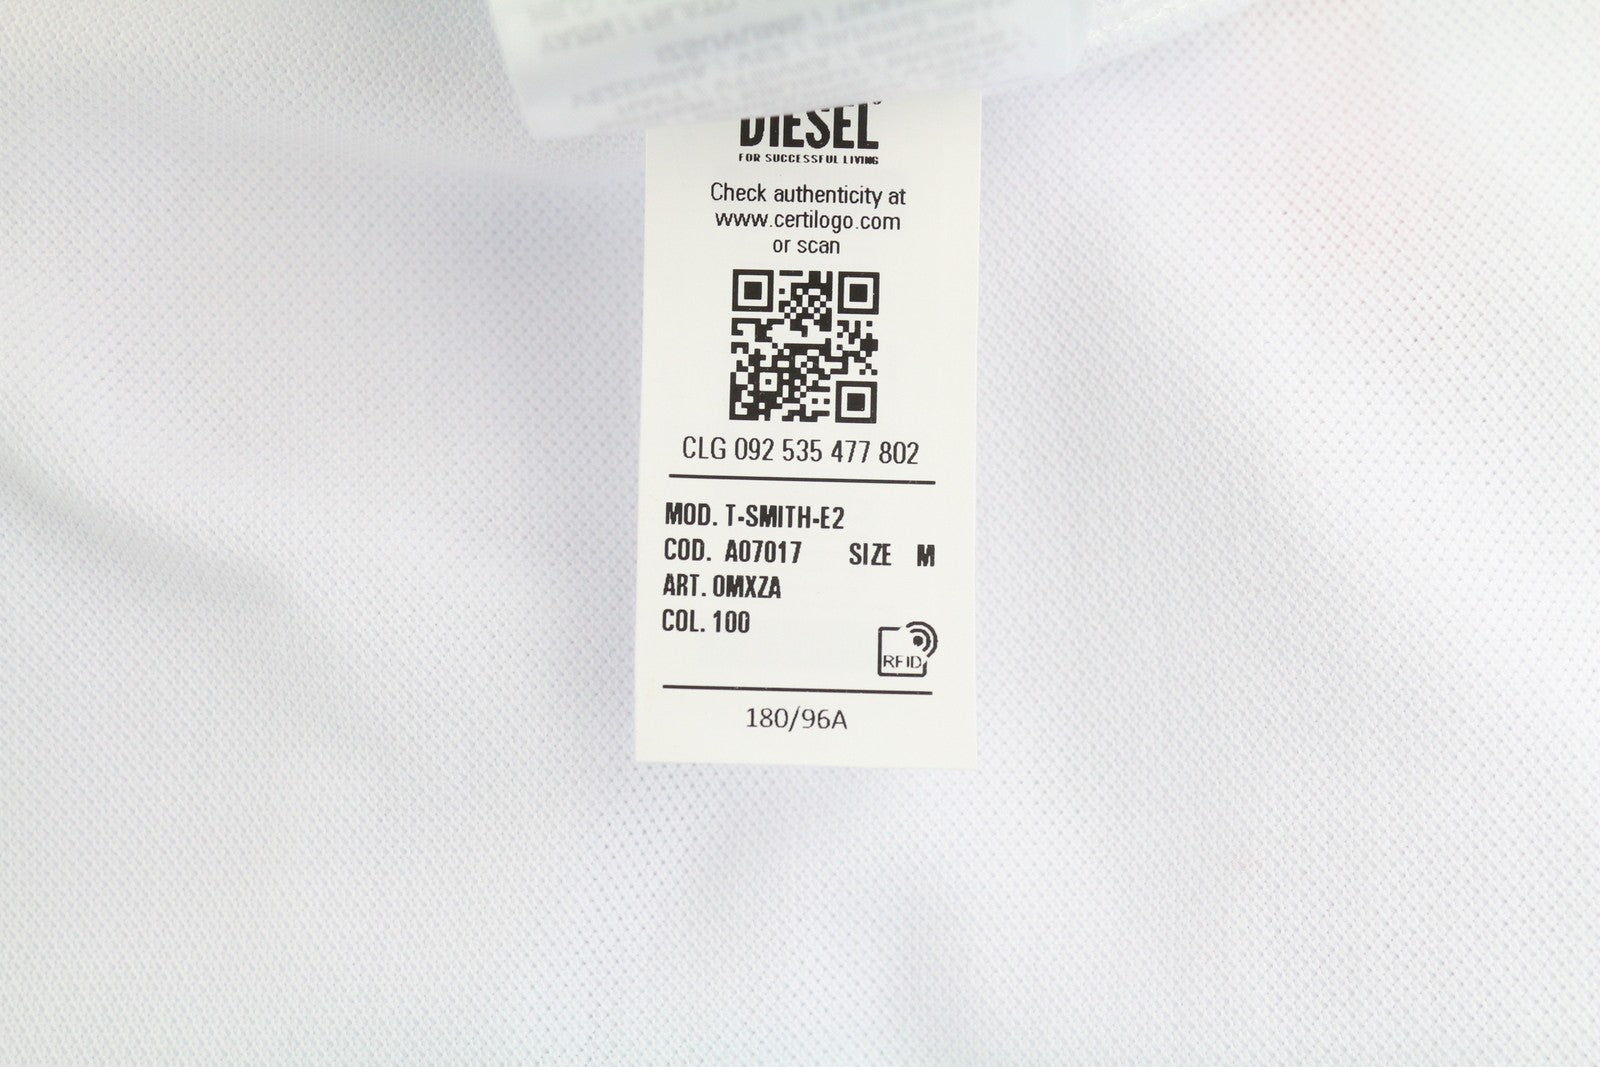 DIESEL
FOR SUCCESSFUL LIVING
Check authenticity at
www.certilogo.com
or scan
CLG 092 535 477 802
MOD. T-SMITH-E2
COD. A07017 SIZE M
ART. 0MXZA
COL. 100
RFID
180/96A